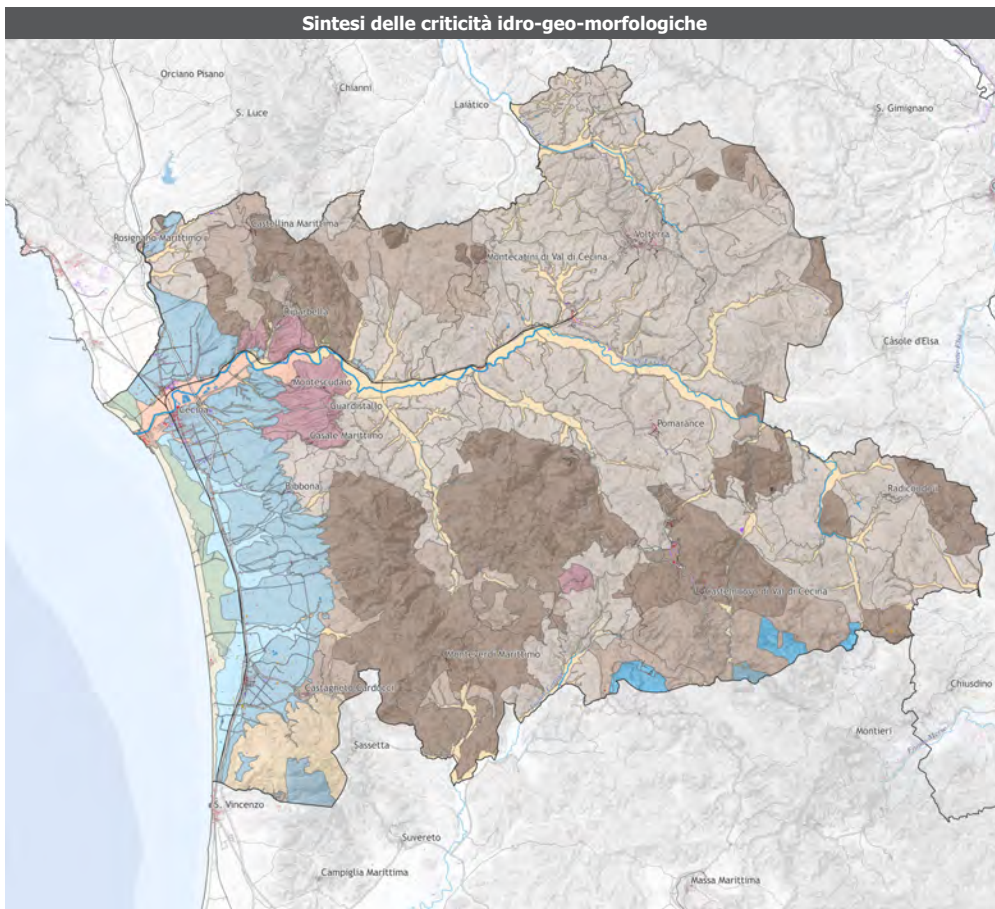 Sintesi delle criticità idro-geo-morfologiche
Orciano Pisano
Chianni
S. Luce
Laiàtico
S. Gimignano
Castellina Marittima
Rosignano Marittimo
Volterra
Montecatini di Val di Cecina
Riparbella
Càsole d'Elsa
Montescudaio
Cecina
Guardistallo
Casale Marittimo
Pomarance
Bibbona
Radicondoli
Castelnuovo di Val di Cecina
Monteverdi Marittimo
Castagneto Carducci
Chiusdino
Sassetta
Montieri
S. Vincenzo
Suvereto
Campiglia Marittima
Massa Marittima